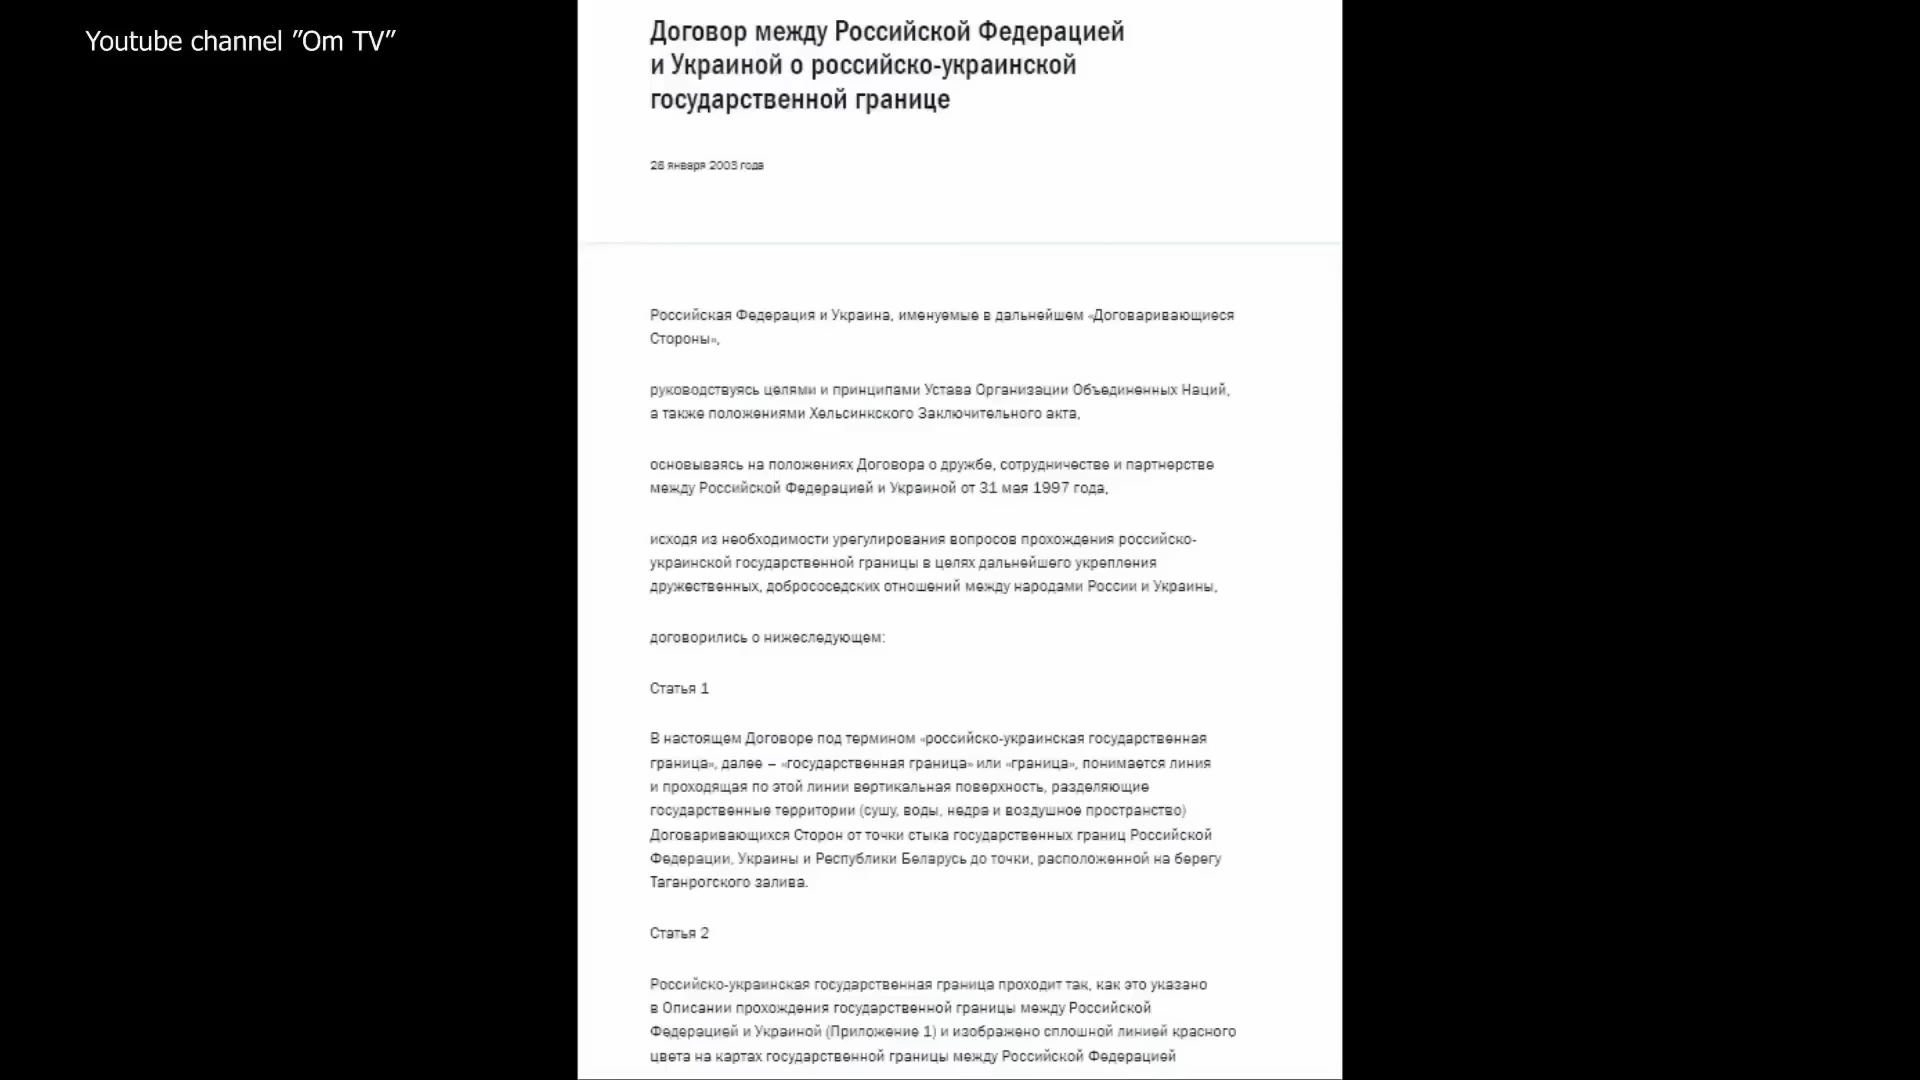 Youtube channel ”Om TV”
Договор между Российской Федерацией
и Украиной о российско-украинской
государственной границе
28 января 2003 года
Российская Федерация и Украина, именуемые в дальнейшем «Договаривающиеся
Стороны»,
руководствуясь целями и принципами Устава Организации Объединенных Наций,
а также положениями Хельсинкского Заключительного акта,
основываясь на положениях Договора о дружбе, сотрудничестве и партнерстве
между Российской Федерацией и Украиной от 31 мая 1997 года,
исходя из необходимости урегулирования вопросов прохождения российско-
украинской государственной границы в целях дальнейшего укрепления
дружественных, добрососедских отношений между народами России и Украины,
договорились о нижеследующем:
Статья 1
В настоящем Договоре под термином «российско-украинская государственная
граница», далее – «государственная граница» или «граница», понимается линия
и проходящая по этой линии вертикальная поверхность, разделяющие
государственные территории (сушу, воды, недра и воздушное пространство)
Договаривающихся Сторон от точки стыка государственных границ Российской
Федерации, Украины и Республики Беларусь до точки, расположенной на берегу
Таганрогского залива.
Статья 2
Российско-украинская государственная граница проходит так, как это указано
в Описании прохождения государственной границы между Российской
Федерацией и Украиной (Приложение 1) и изображено сплошной линией красного
цвета на картах государственной границы между Российской Федерацией